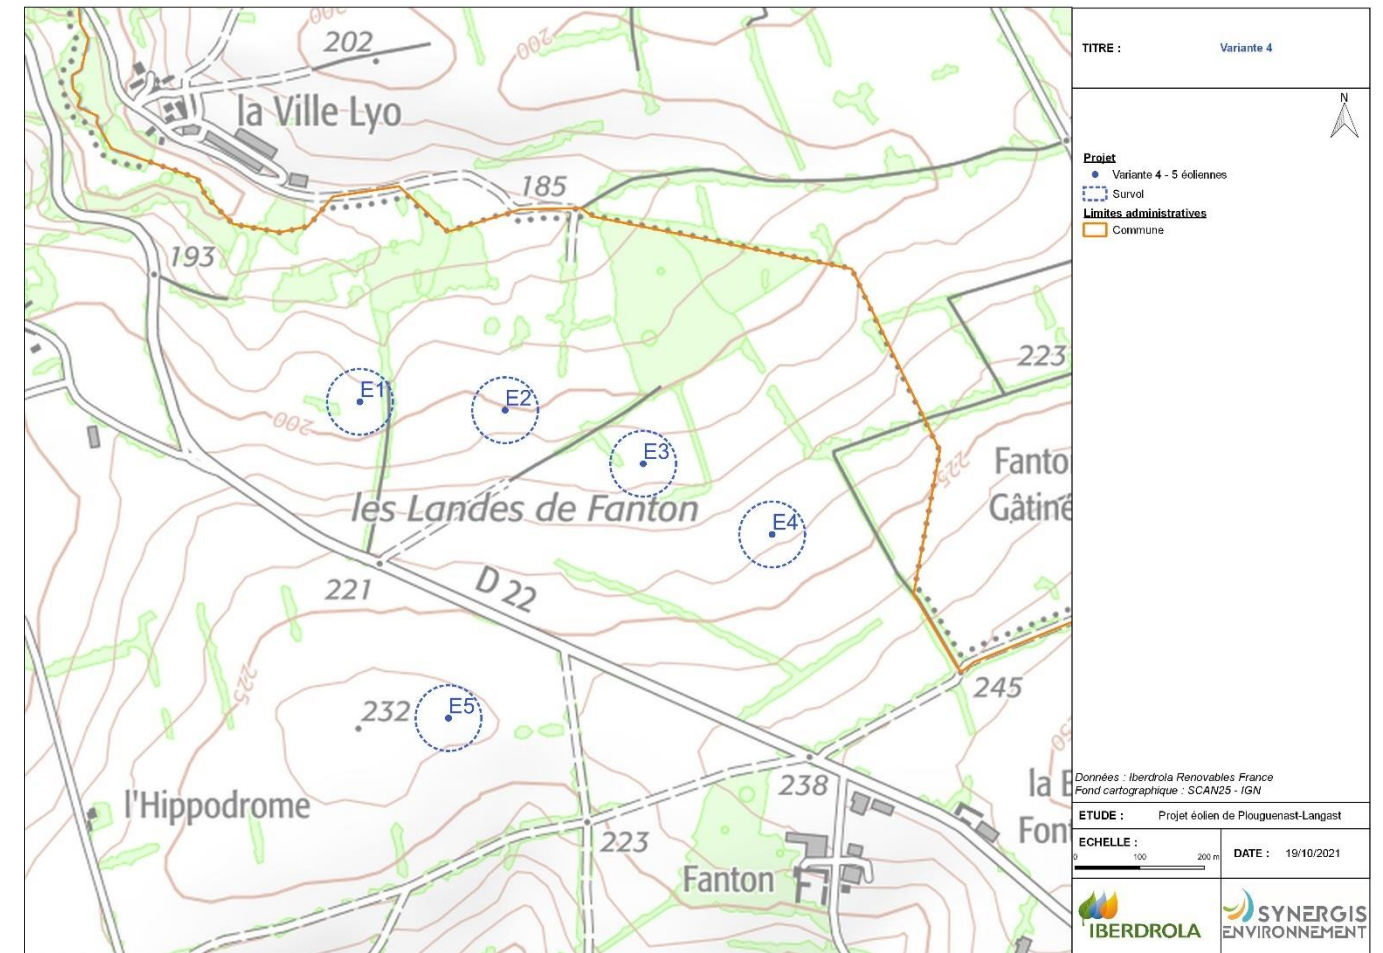 202
200
la Ville Lyo
185
193
223
E1
E2
200
E3
225
Fanto
Gâtine
les Landes de Fanton
E4
221
D 22
225
245
232
E5
238
l'Hippodrome
223
Fanton
la
Font
TITRE : Variante 4
N
Projet
Variante 4 - 5 éoliennes
Survol
Limites administratives
Commune
Données : Iberdrola Renovables France
Fond cartographique : SCAN25 - IGN
ETUDE : Projet éolien de Plouguenast-Langast
ECHELLE :
0 100 200 m
DATE : 19/10/2021
IBERDROLA
SYNERGIS
ENVIRONNEMENT